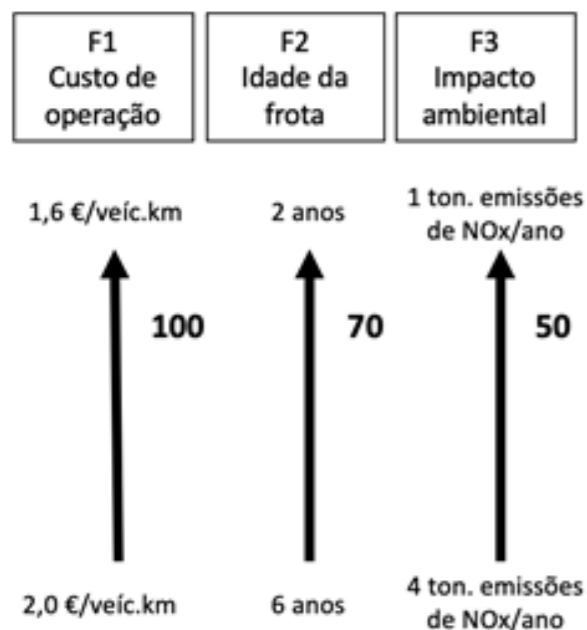 F1
Custo de
operação
F2
Idade da
frota
F3
Impacto
ambiental
1,6 €/veíc.km
2 anos
1 ton. emissões
de NOx/ano
100
70
50
2,0 €/veíc.km
6 anos
4 ton. emissões
de NOx/ano